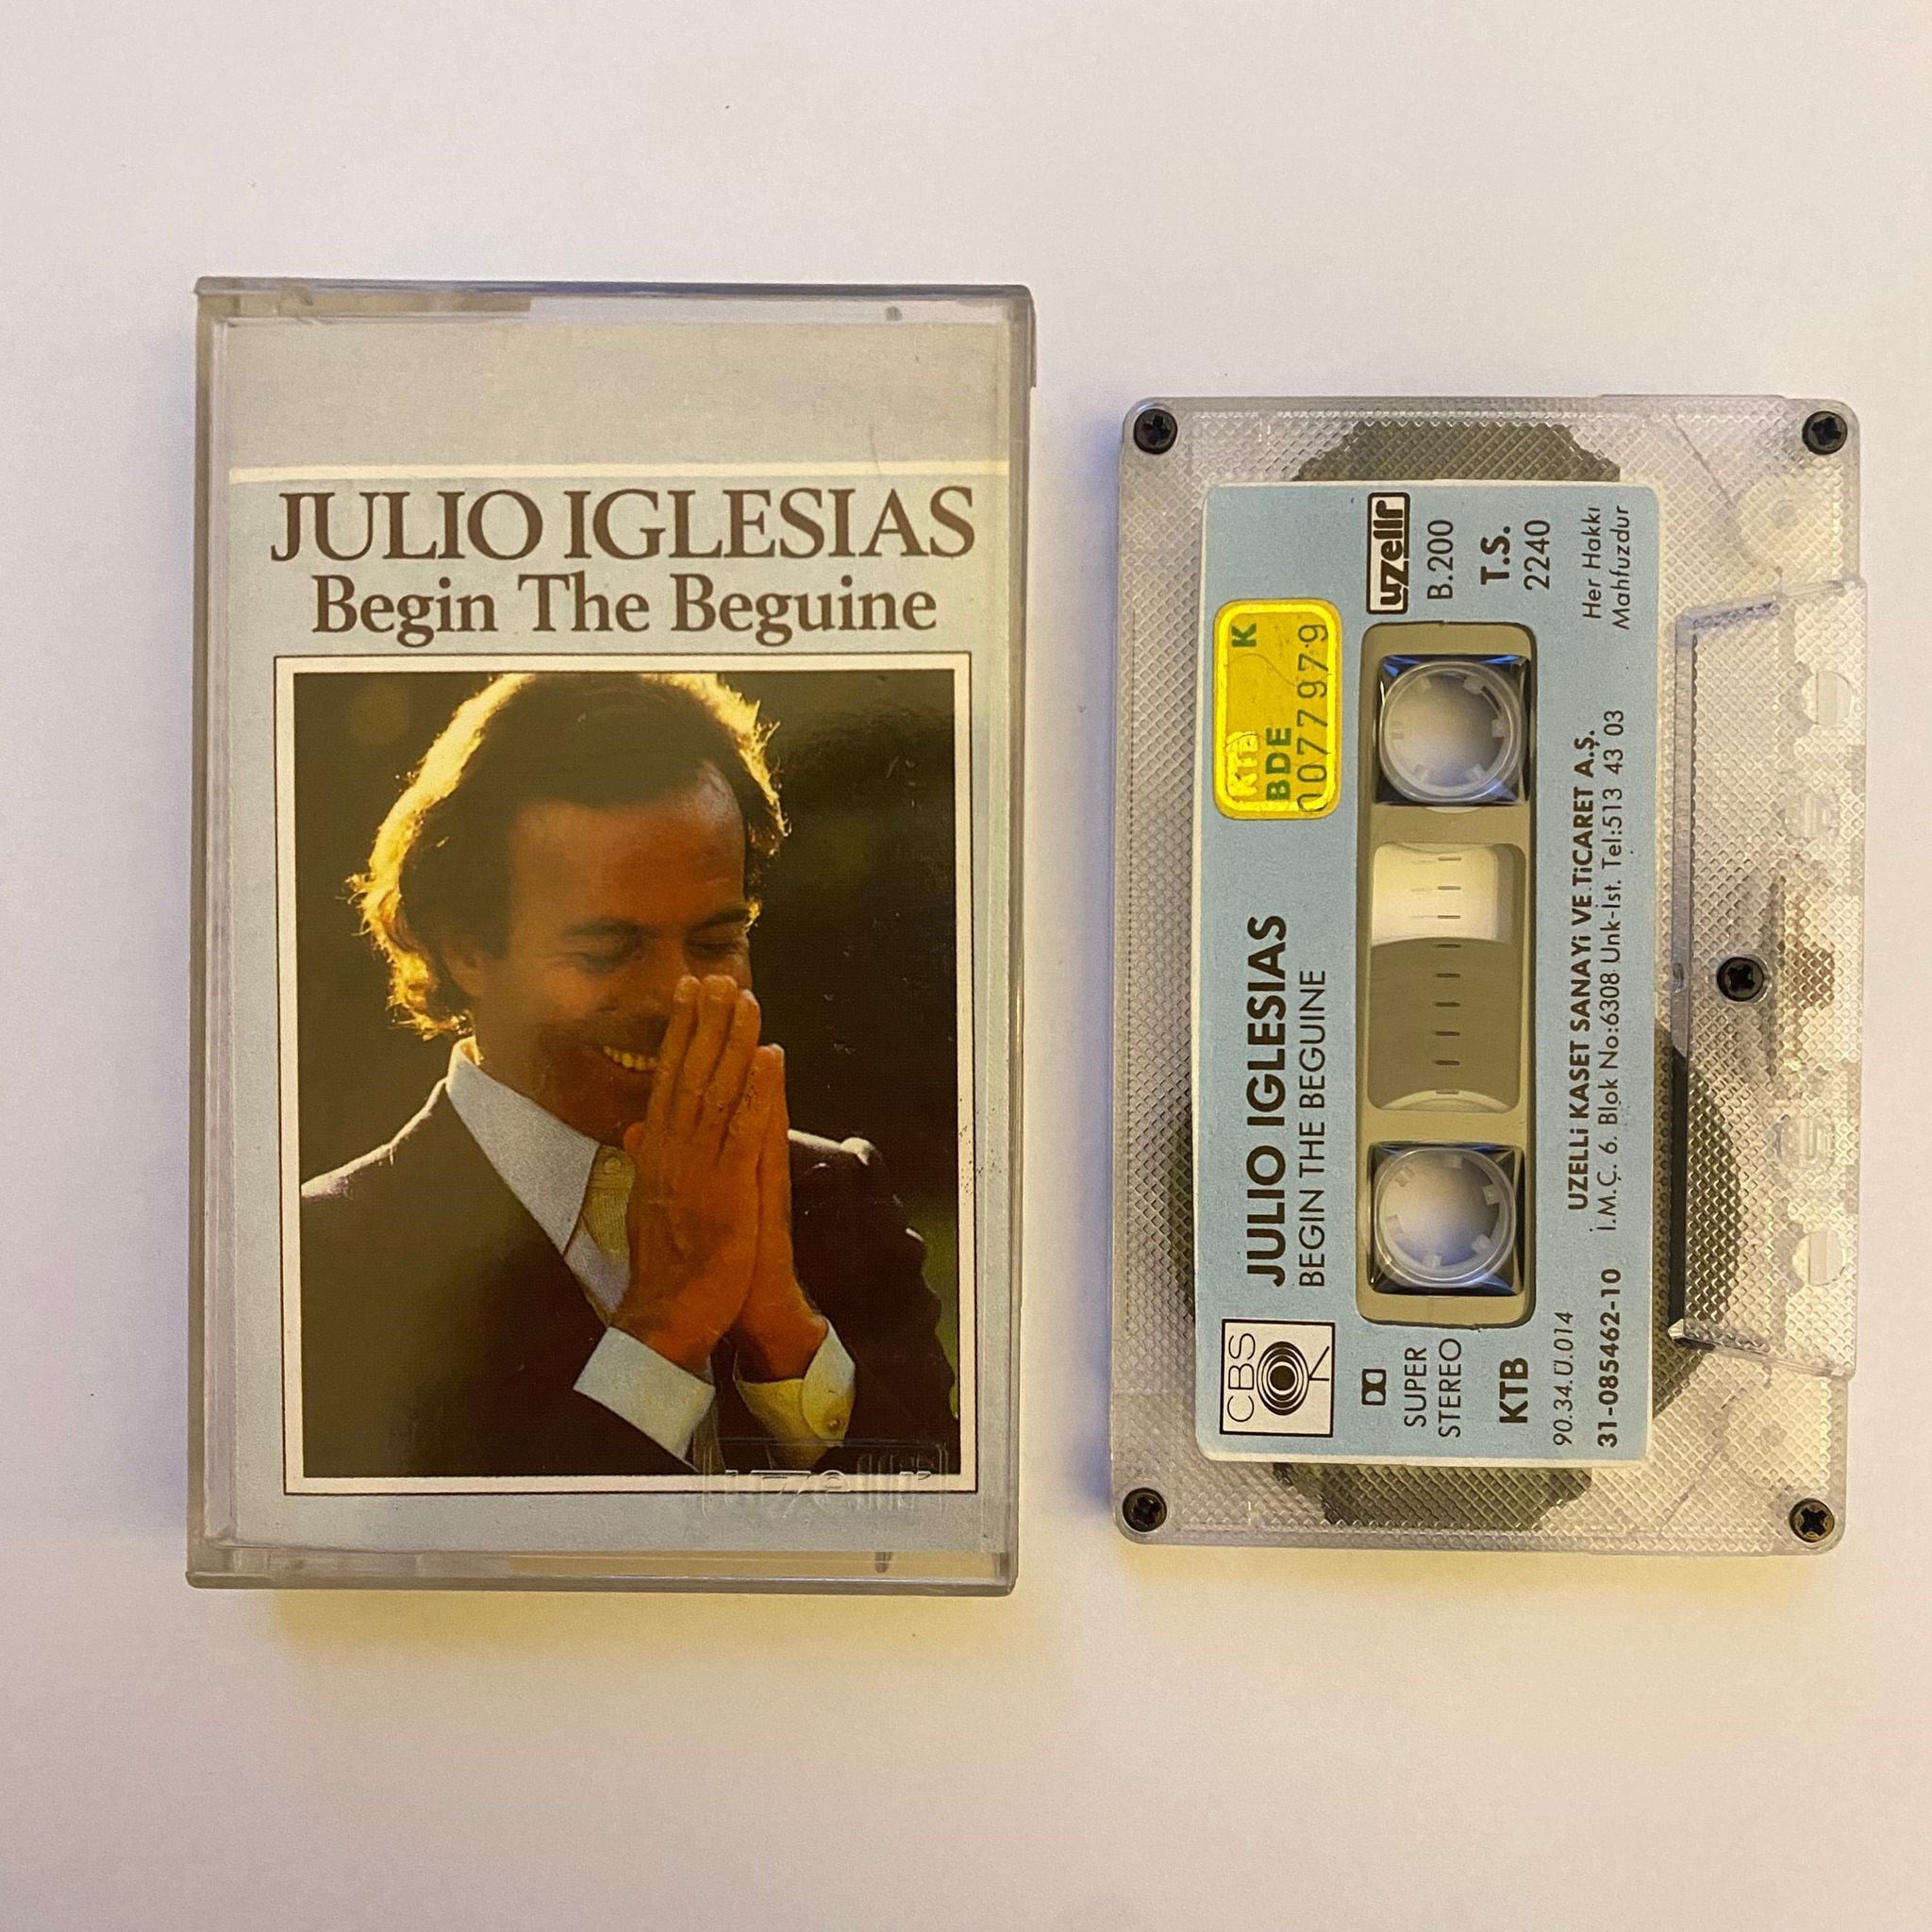 JULIO IGLESIAS
Begin The Beguine
uzelli
CBS
JULIO IGLESIAS
BEGIN THE BEGUINE
KTB K
BDE
0077979
SUPER
STEREO
KTB
90.34.Ü.014
31-085462-10
uzelli
B.200
T.S.
2240
Her Hakkı
Mahfuzdur
UZELLi KASET SANAYi VE TiCARET A.Ş.
İ.M.Ç. 6. Blok No:6308 Unk-İst. Tel:513 43 03